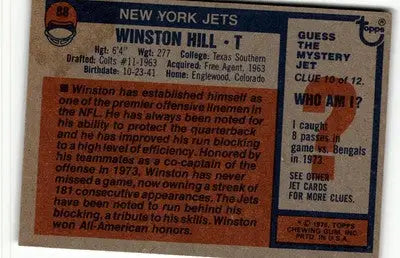 88
NEW YORK JETS
WINSTON HILL • T
Hgt: 6'4" Wgt: 277 College: Texas Southern
Drafted: Colts #11-1963 Acquired: Free Agent, 1963
Birthdate: 10-23-41 Home: Englewood, Colorado
■ Winston has established himself as
one of the premier offensive linemen in
the NFL. He has always been noted for
his ability to protect the quarterback
and he has improved his run blocking
to a high level of efficiency. Honored by
his teammates as a co-captain of the
offense in 1973, Winston has never
missed a game, now owning a streak of
181 consecutive appearances. The Jets
have been noted to run behind his
blocking, a tribute to his skills. Winston
won All-American honors.
topps
GUESS
THE
MYSTERY
JET
CLUE 10 of 12.
WHO AM I?
I caught
8 passes in
game vs. Bengals
in 1973.
SEE OTHER
JET CARDS
FOR MORE CLUES.
© 1976, TOPPS
CHEWING GUM, INC.
PRTD. IN U.S.A.